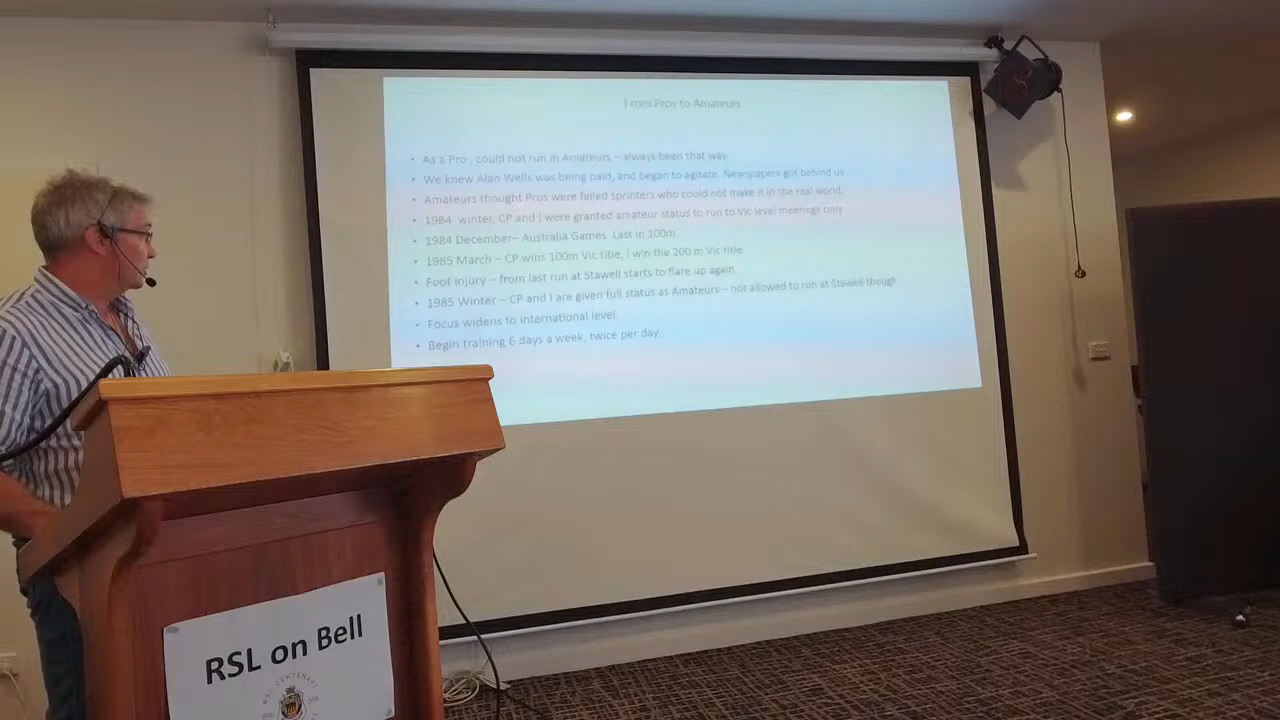 From Pros to Amateurs
• As a Pro , could not run in Amateurs – always been that way.
• We knew Alan Wells was being paid, and began to agitate. Newspapers got behind us
• Amateurs thought Pros were failed sprinters who could not make it in the real world.
• 1984 winter, CP and I were granted amateur status to run to Vic level meetings only
• 1984 December– Australia Games. Last in 100m.
• 1985 March – CP wins 100m Vic title, I win the 200 m Vic title.
• Foot injury – from last run at Stawell starts to flare up again.
• 1985 Winter – CP and I are given full status as Amateurs – not allowed to run at Stawell though
• Focus widens to international level.
• Begin training 6 days a week, twice per day.
RSL on Bell
RSL CENTENARY